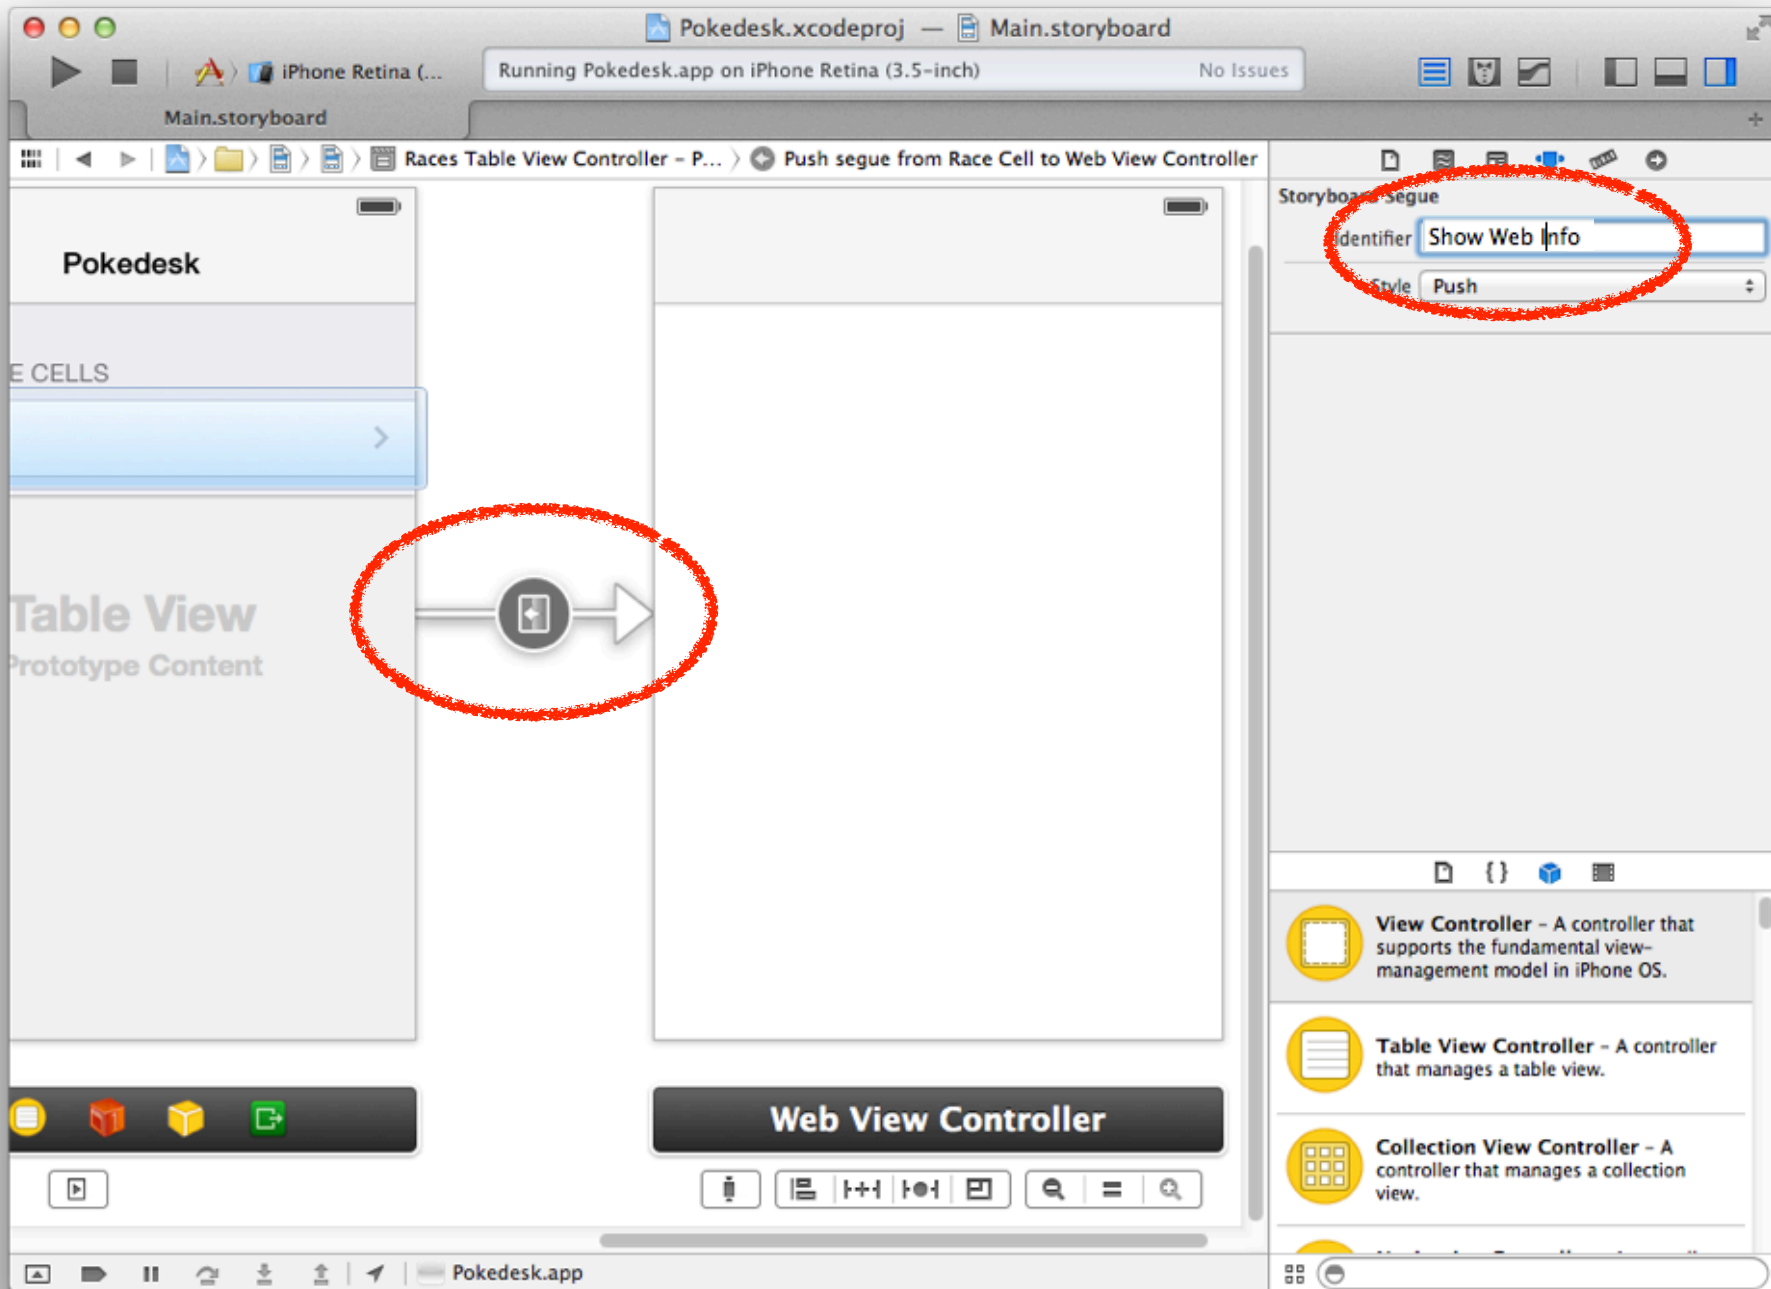 Pokedesk.xcodeproj — Main.storyboard
iPhone Retina (...
Running Pokedesk.app on iPhone Retina (3.5-inch)
No Issues
Main.storyboard
Races Table View Controller - P...
Push segue from Race Cell to Web View Controller
Storyboard Segue
Identifier
Show Web Info
Style
Push
Pokedesk
E CELLS
Table View
Prototype Content
Web View Controller
View Controller - A controller that
supports the fundamental view-
management model in iPhone OS.
Table View Controller - A controller
that manages a table view.
Collection View Controller - A
controller that manages a collection
view.
Pokedesk.app